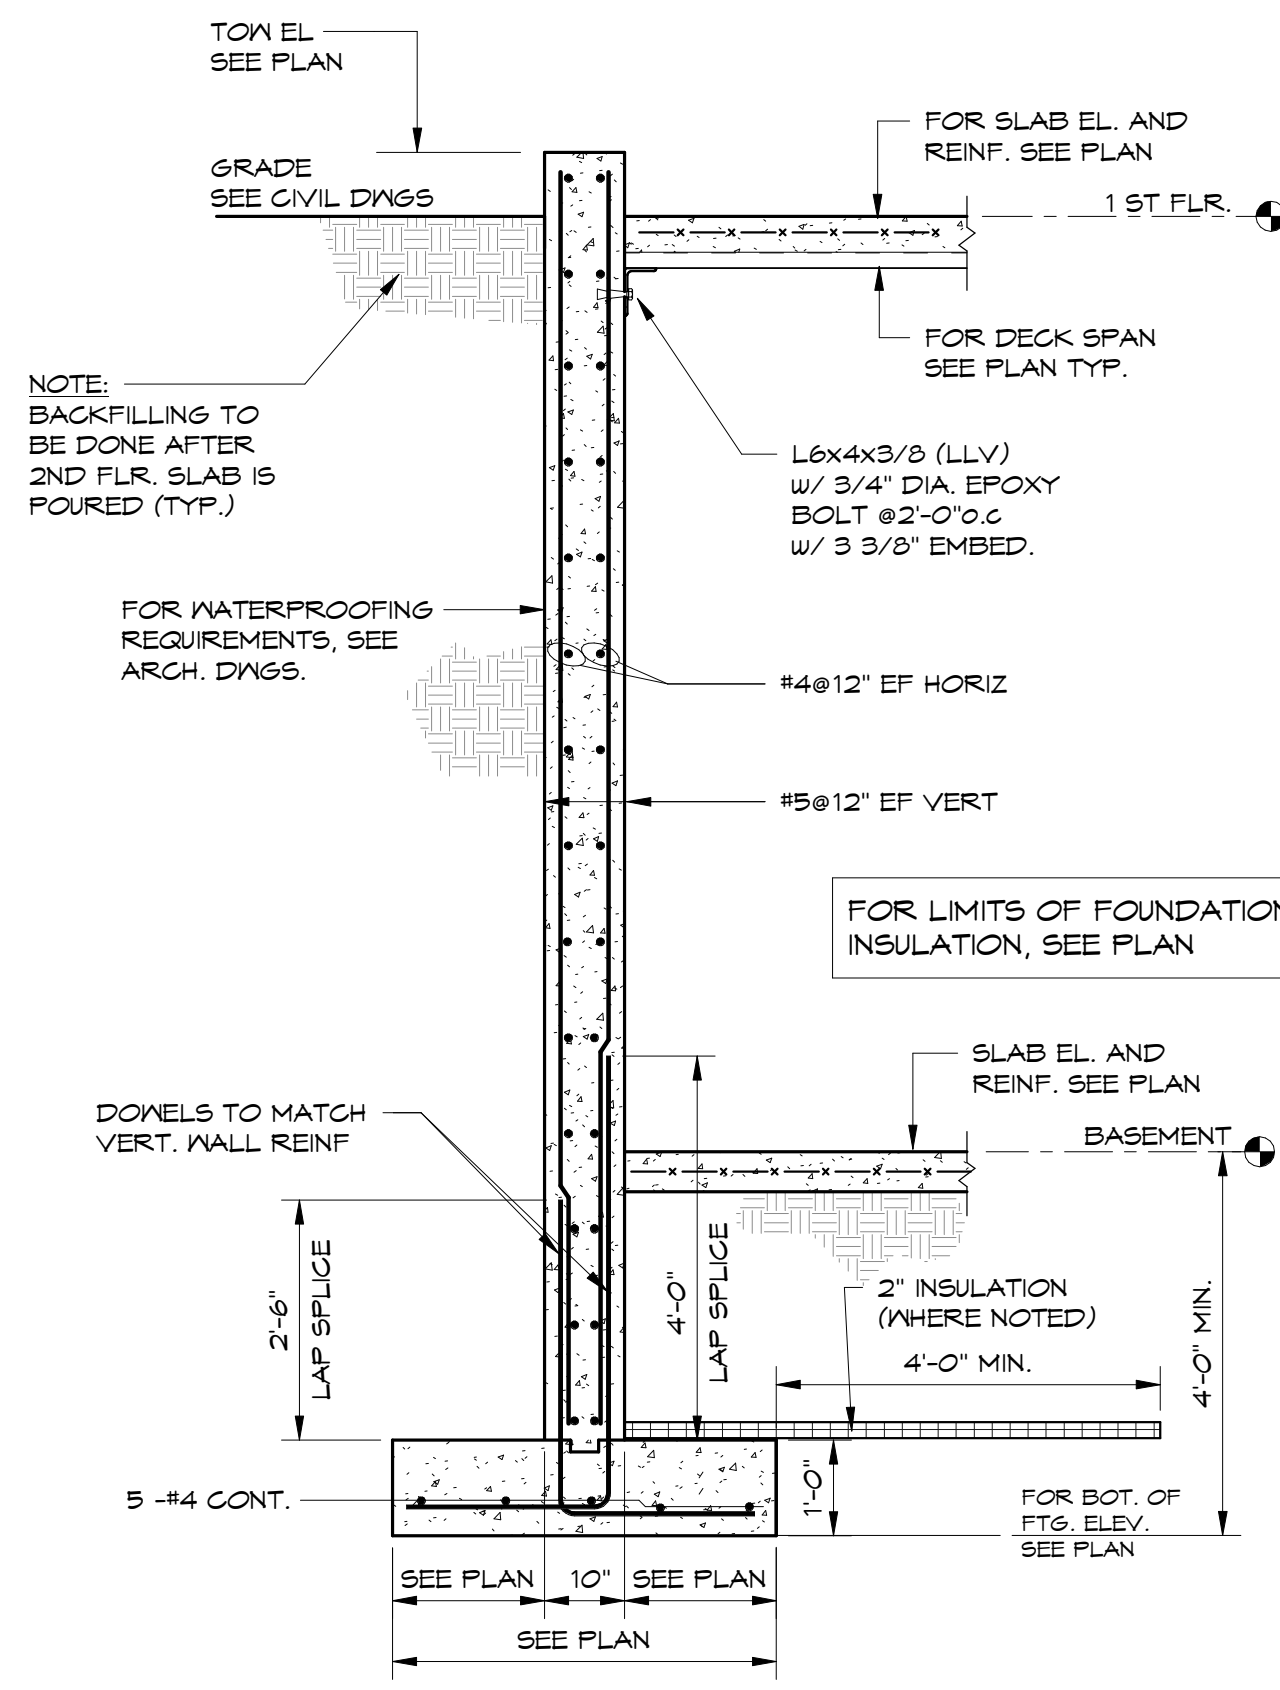 TOW EL
SEE PLAN
FOR SLAB EL. AND
REINF. SEE PLAN
GRADE
SEE CIVIL DWGS
1 ST FLR.
FOR DECK SPAN
SEE PLAN TYP.
NOTE:
BACKFILLING TO
BE DONE AFTER
2ND FLR. SLAB IS
POURED (TYP.)
L6x4x3/8 (LLV)
w/ 3/4" DIA. EPOXY
BOLT @2'-0"o.c
w/ 3 3/8" EMBED.
FOR WATERPROOFING
REQUIREMENTS, SEE
ARCH. DWGS.
#4@12" EF HORIZ
#5@12" EF VERT
FOR LIMITS OF FOUNDATION
INSULATION, SEE PLAN
SLAB EL. AND
REINF. SEE PLAN
DOWELS TO MATCH
VERT. WALL REINF
BASEMENT
2'-6"
LAP SPLICE
4'-0"
LAP SPLICE
2" INSULATION
(WHERE NOTED)
4'-0" MIN.
4'-0" MIN.
5 -#4 CONT.
1'-0"
FOR BOT. OF
FTG. ELEV.
SEE PLAN
SEE PLAN 10" SEE PLAN
SEE PLAN